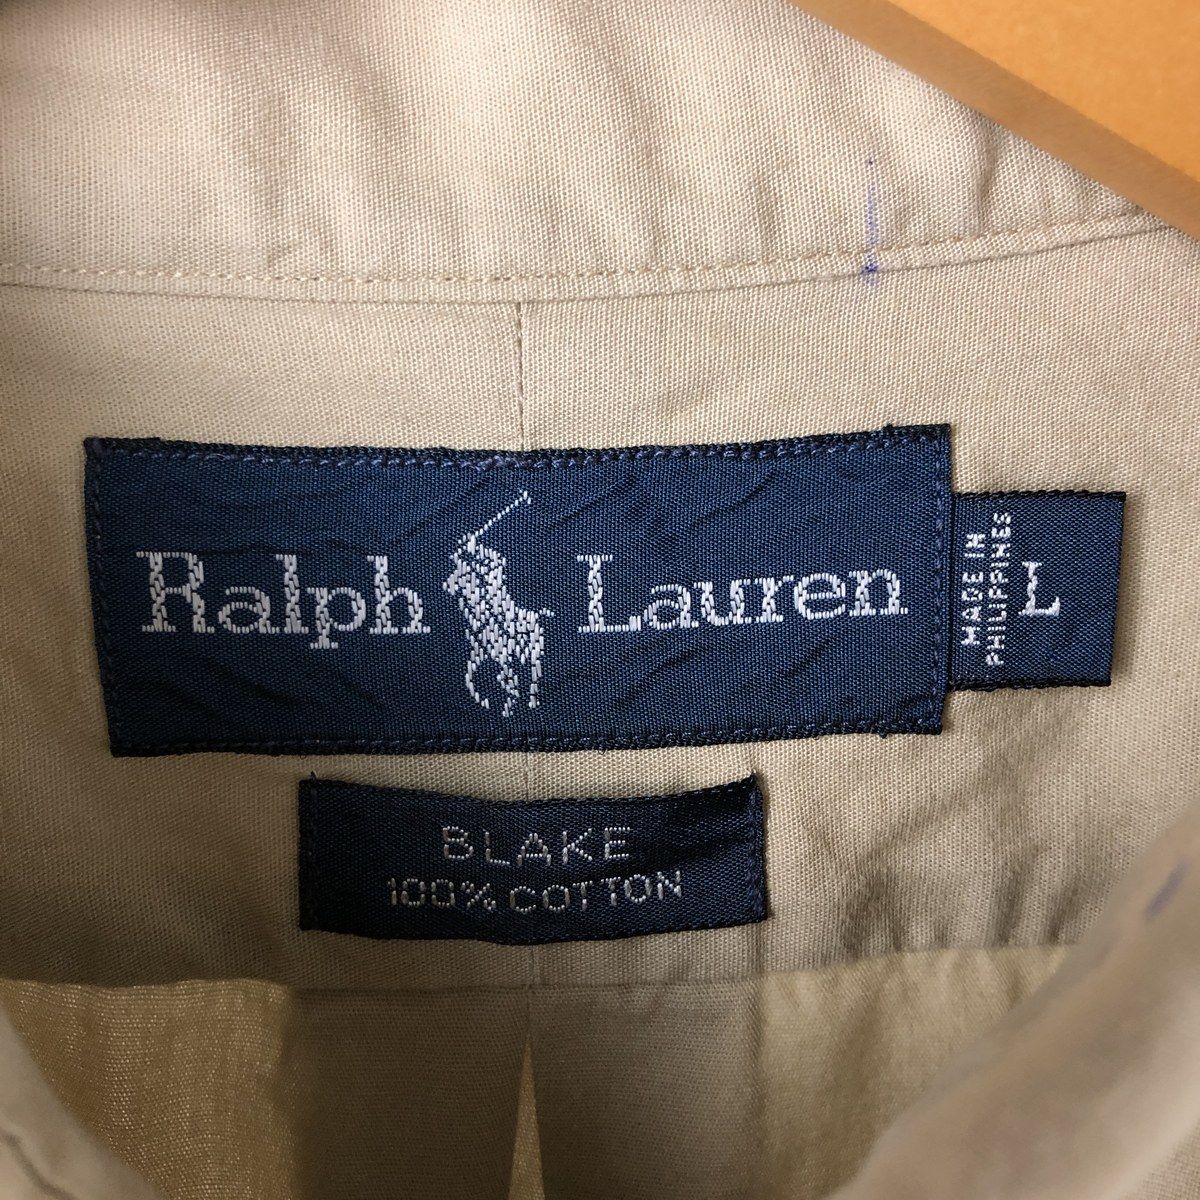 Ralph Lauren
MADE IN
PHILIPPINES
L
BLAKE
100% COTTON